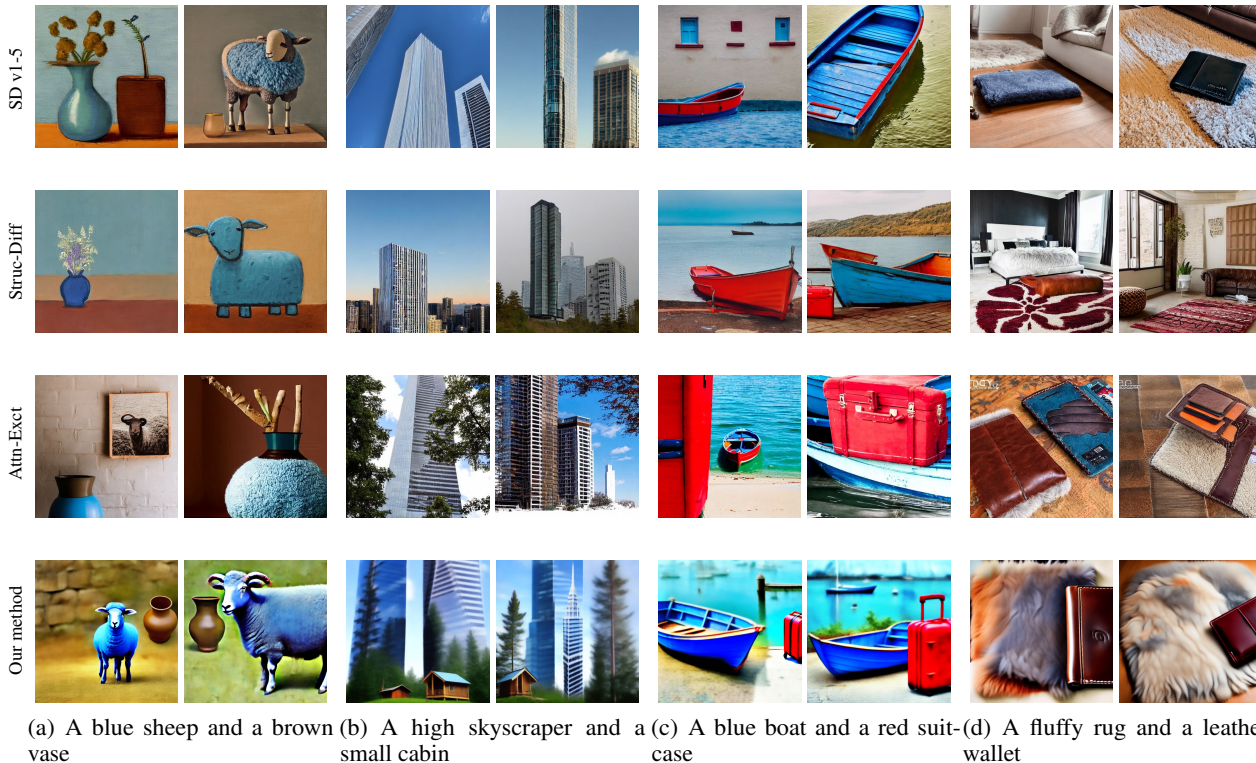 SD v1-5
Struc-Diff
Attn-Exct
Our method
(a) A blue sheep and a brown
vase
(b) A high skyscraper and a
small cabin
(c) A blue boat and a red suit-
case
(d) A fluffy rug and a leathe
wallet